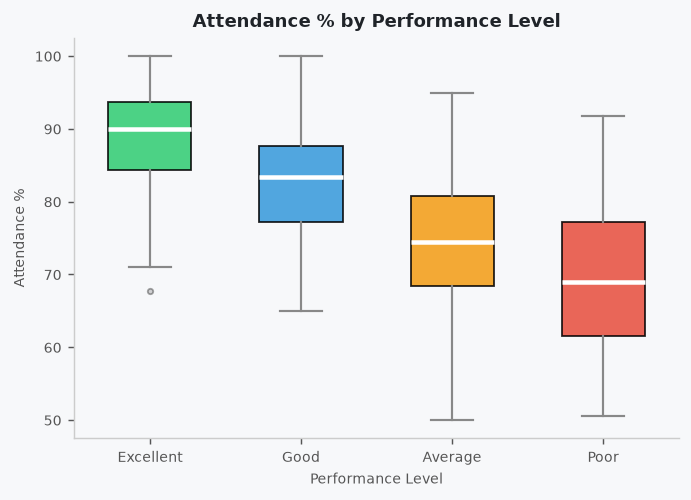 Attendance % by Performance Level
100
90
80
70
60
50
Attendance %
Excellent
Good
Average
Poor
Performance Level